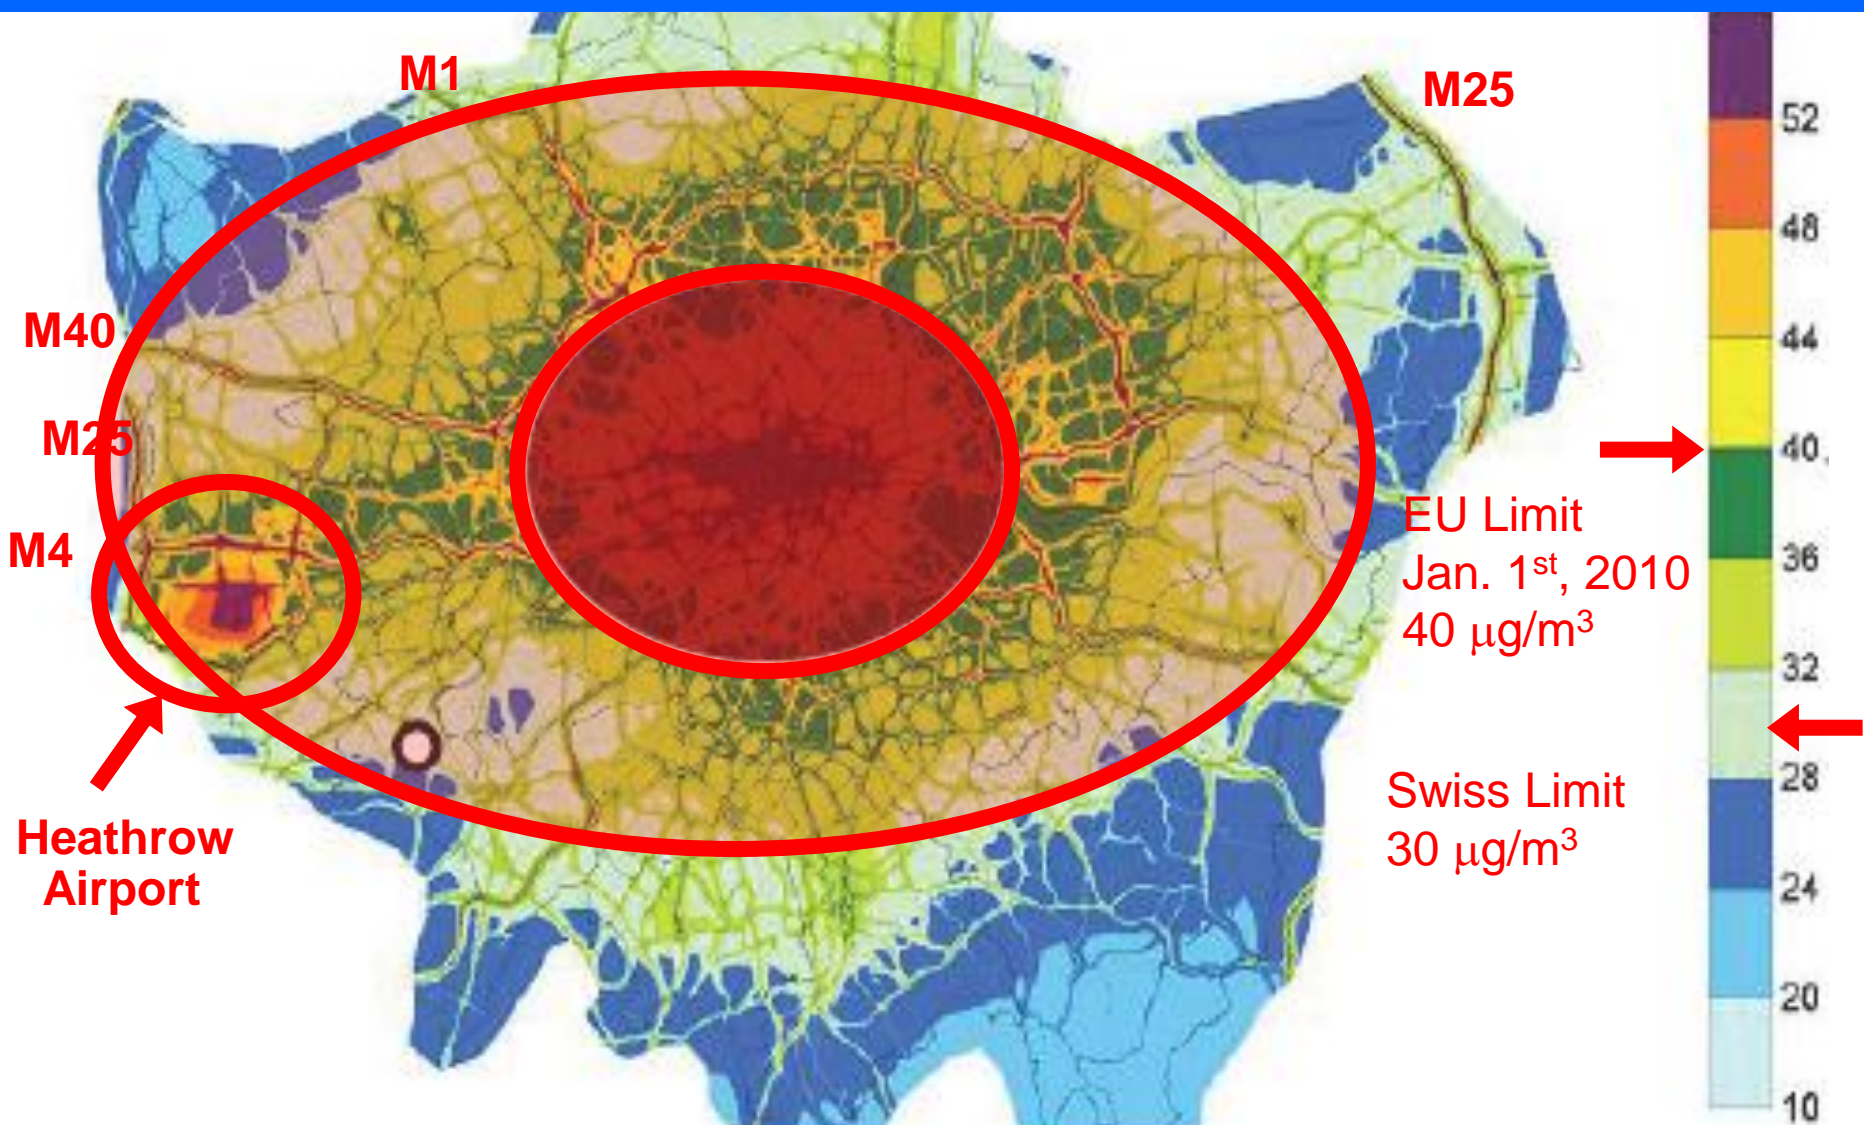 M1
M25
M40
M25
M4
Heathrow
Airport
EU Limit
Jan. 1st, 2010
40 μg/m³
Swiss Limit
30 μg/m³
52
48
44
40
36
32
28
24
20
10